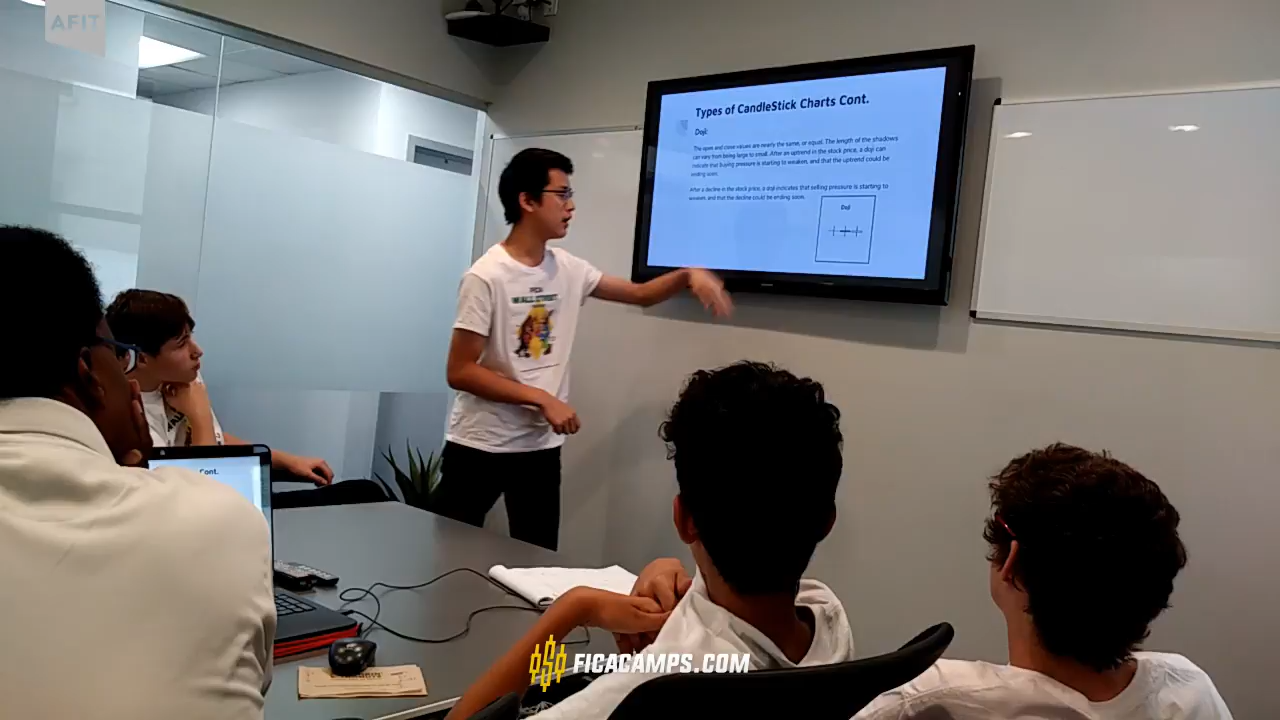 AFIT
Types of CandleStick Charts Cont.
Doji:
The open and close values are nearly the same, or equal. The length of the shadows
can vary from being large to small. After an uptrend in the stock price, a doji can
indicate that buying pressure is starting to weaken, and that the uptrend could be
ending soon.
After a decline in the stock price, a doji indicates that selling pressure is starting to
weaken, and that the decline could be ending soon.
Doji
FICA
WALL STREET
Cont.
FICACAMPS.COM